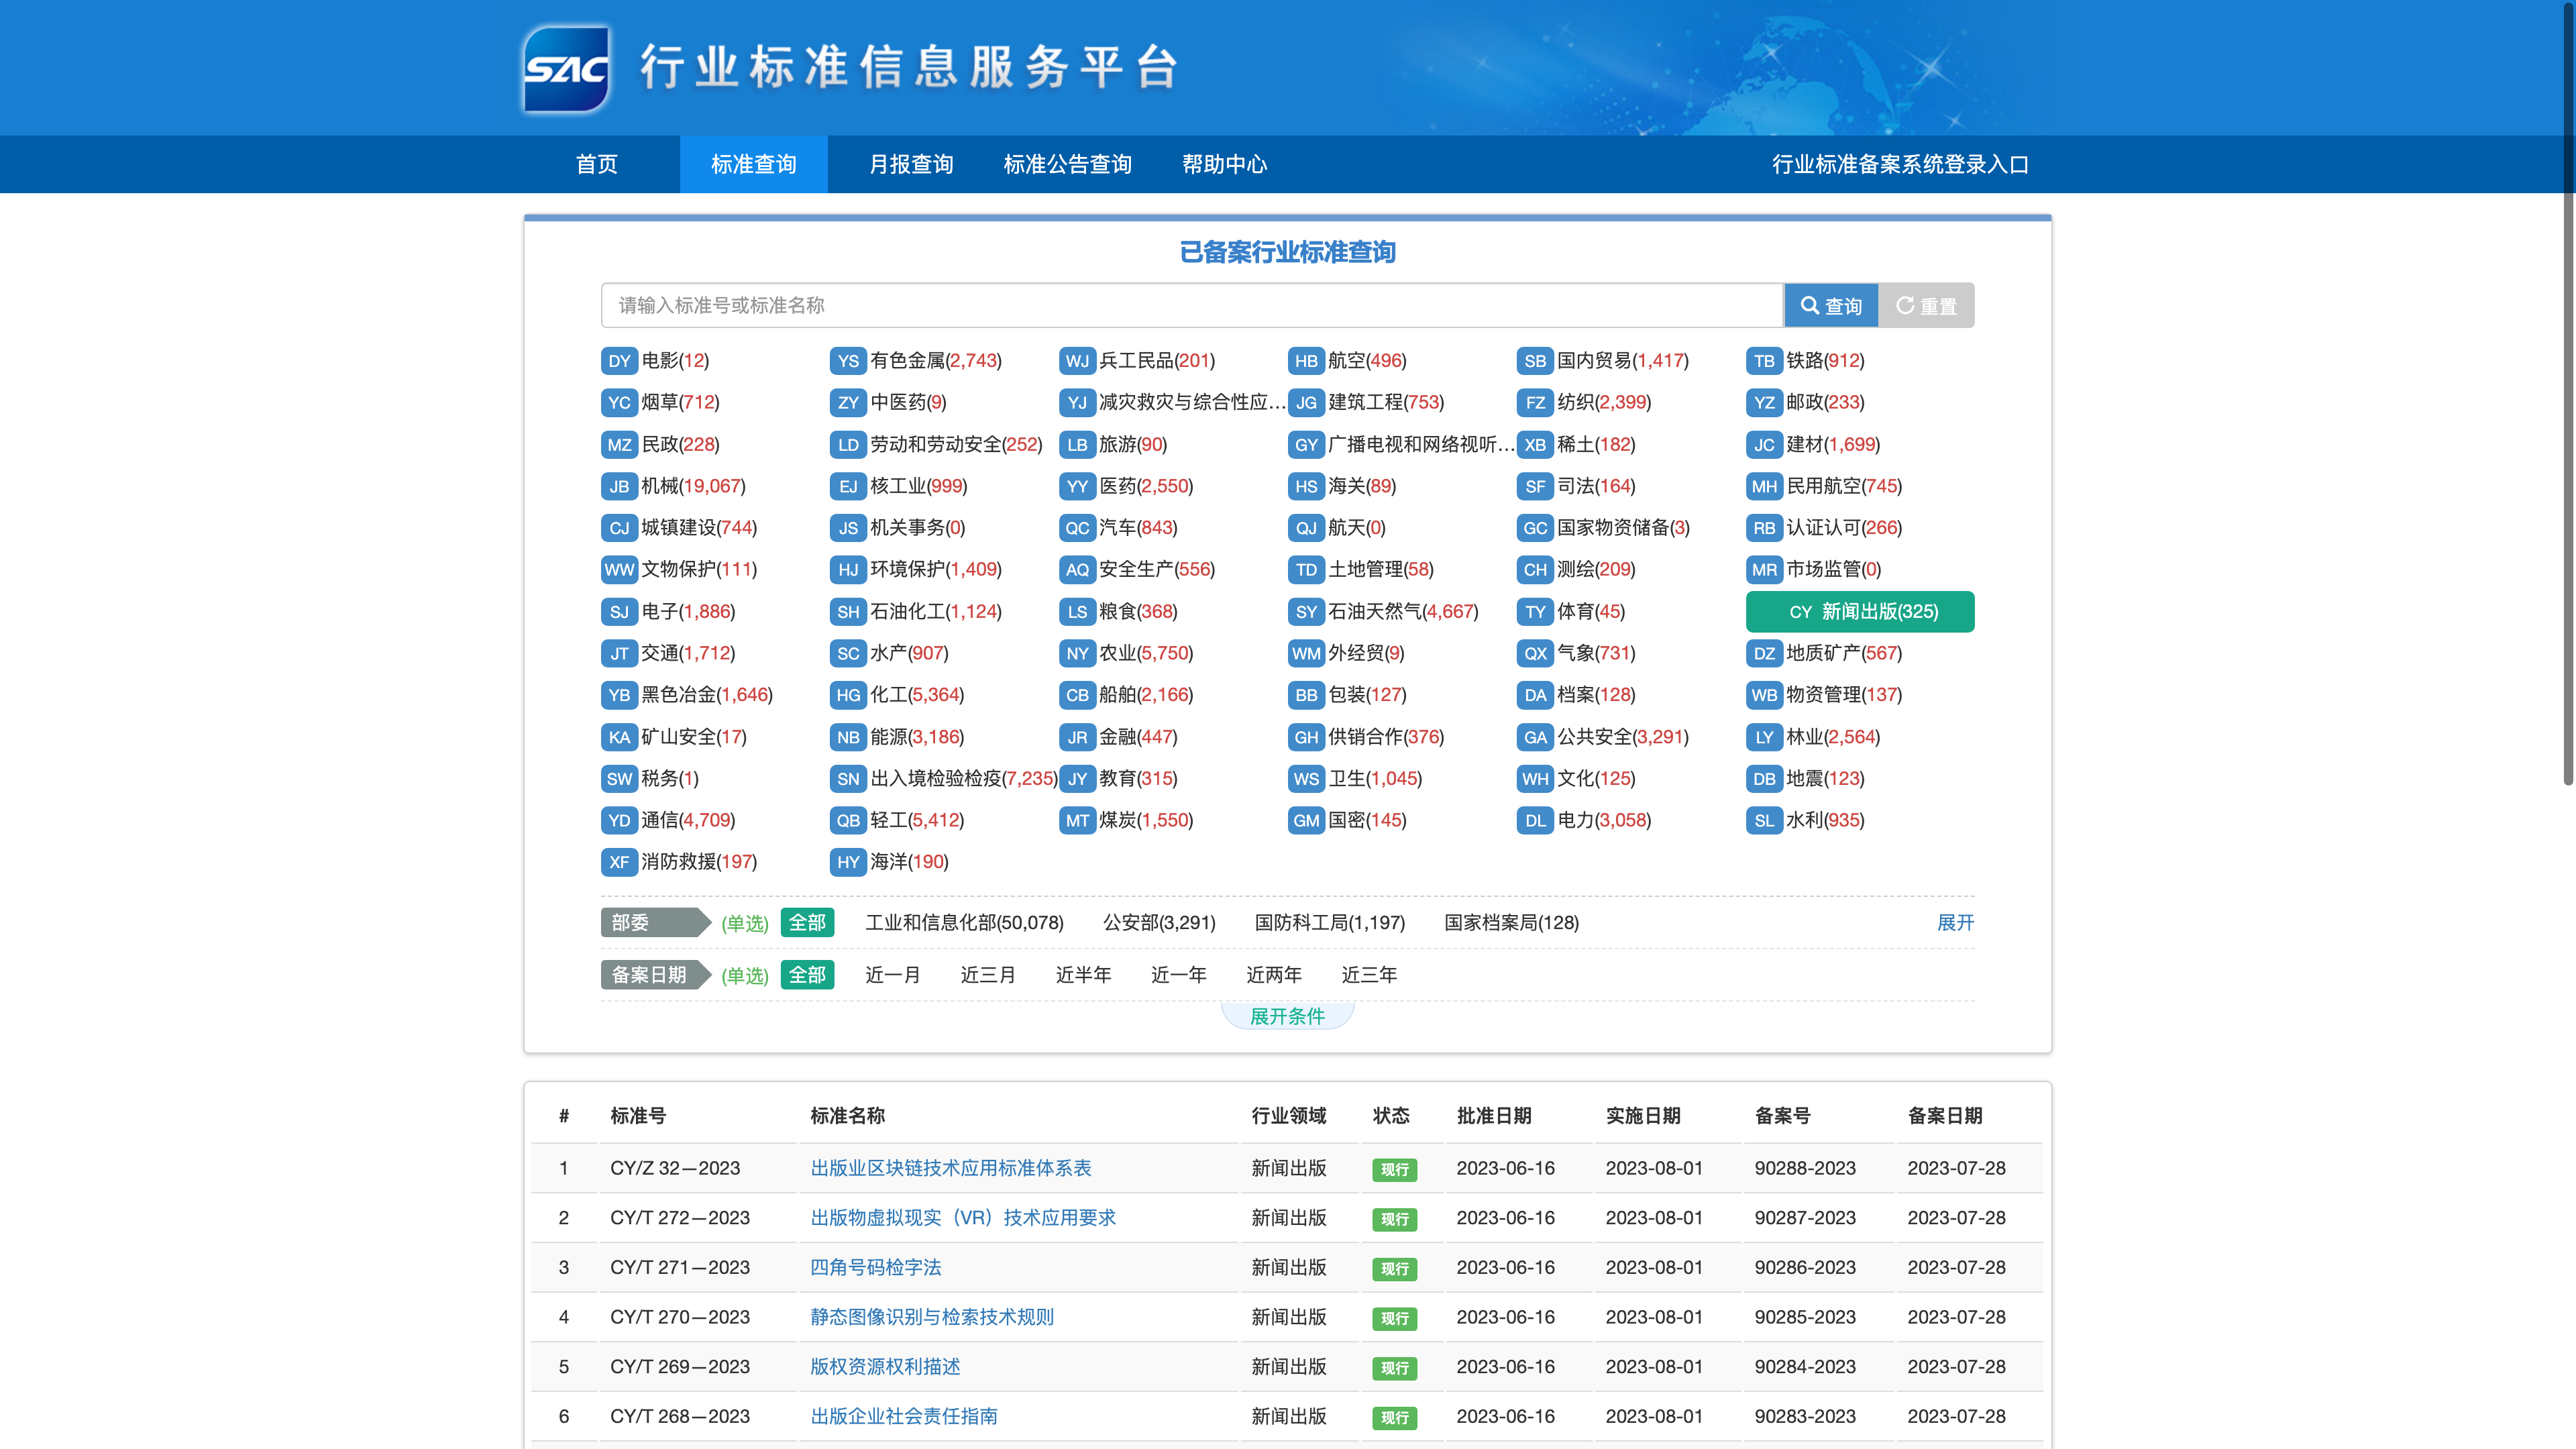 SAC 行业标准信息服务平台
首页 标准查询 月报查询 标准公告查询 帮助中心 行业标准备案系统登录入口
已备案行业标准查询
请输入标准号或标准名称 查询 重置
DY 电影(12) YS 有色金属(2,743) WJ 兵工民品(201) HB 航空(496) SB 国内贸易(1,417) TB 铁路(912)
YC 烟草(712) ZY 中医药(9) YJ 减灾救灾与综合性应... JG 建筑工程(753) FZ 纺织(2,399) YZ 邮政(233)
MZ 民政(228) LD 劳动和劳动安全(252) LB 旅游(90) GY 广播电视和网络视听... XB 稀土(182) JC 建材(1,699)
JB 机械(19,067) EJ 核工业(999) YY 医药(2,550) HS 海关(89) SF 司法(164) MH 民用航空(745)
CJ 城镇建设(744) JS 机关事务(0) QC 汽车(843) QJ 航天(0) GC 国家物资储备(3) RB 认证认可(266)
WW 文物保护(111) HJ 环境保护(1,409) AQ 安全生产(556) TD 土地管理(58) CH 测绘(209) MR 市场监管(0)
SJ 电子(1,886) SH 石油化工(1,124) LS 粮食(368) SY 石油天然气(4,667) TY 体育(45) CY 新闻出版(325)
JT 交通(1,712) SC 水产(907) NY 农业(5,750) WM 外经贸(9) QX 气象(731) DZ 地质矿产(567)
YB 黑色冶金(1,646) HG 化工(5,364) CB 船舶(2,166) BB 包装(127) DA 档案(128) WB 物资管理(137)
KA 矿山安全(17) NB 能源(3,186) JR 金融(447) GH 供销合作(376) GA 公共安全(3,291) LY 林业(2,564)
SW 税务(1) SN 出入境检验检疫(7,235) JY 教育(315) WS 卫生(1,045) WH 文化(125) DB 地震(123)
YD 通信(4,709) QB 轻工(5,412) MT 煤炭(1,550) GM 国密(145) DL 电力(3,058) SL 水利(935)
XF 消防救援(197) HY 海洋(190)
部委 (单选) 全部 工业和信息化部(50,078) 公安部(3,291) 国防科工局(1,197) 国家档案局(128) 展开
备案日期 (单选) 全部 近一月 近三月 近半年 近一年 近两年 近三年
展开条件
# 标准号 标准名称 行业领域 状态 批准日期 实施日期 备案号 备案日期
1 CY/Z 32—2023 出版业区块链技术应用标准体系表 新闻出版 现行 2023-06-16 2023-08-01 90288-2023 2023-07-28
2 CY/T 272—2023 出版物虚拟现实（VR）技术应用要求 新闻出版 现行 2023-06-16 2023-08-01 90287-2023 2023-07-28
3 CY/T 271—2023 四角号码检字法 新闻出版 现行 2023-06-16 2023-08-01 90286-2023 2023-07-28
4 CY/T 270—2023 静态图像识别与检索技术规则 新闻出版 现行 2023-06-16 2023-08-01 90285-2023 2023-07-28
5 CY/T 269—2023 版权资源权利描述 新闻出版 现行 2023-06-16 2023-08-01 90284-2023 2023-07-28
6 CY/T 268—2023 出版企业社会责任指南 新闻出版 现行 2023-06-16 2023-08-01 90283-2023 2023-07-28